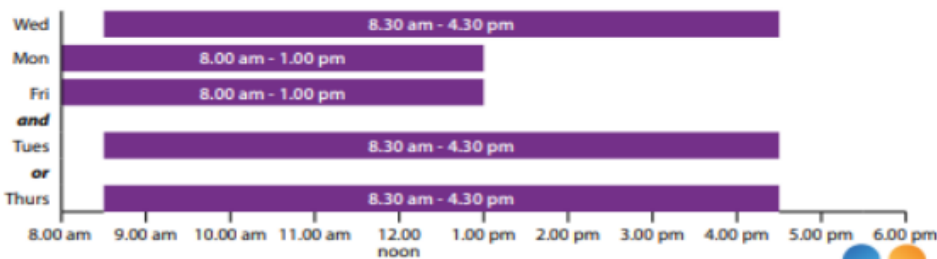 Wed 8.30 am - 4.30 pm
Mon 8.00 am - 1.00 pm
Fri 8.00 am - 1.00 pm
and
Tues 8.30 am - 4.30 pm
or
Thurs 8.30 am - 4.30 pm
8.00 am 9.00 am 10.00 am 11.00 am 12.00 noon 1.00 pm 2.00 pm 3.00 pm 4.00 pm 5.00 pm 6.00 pm